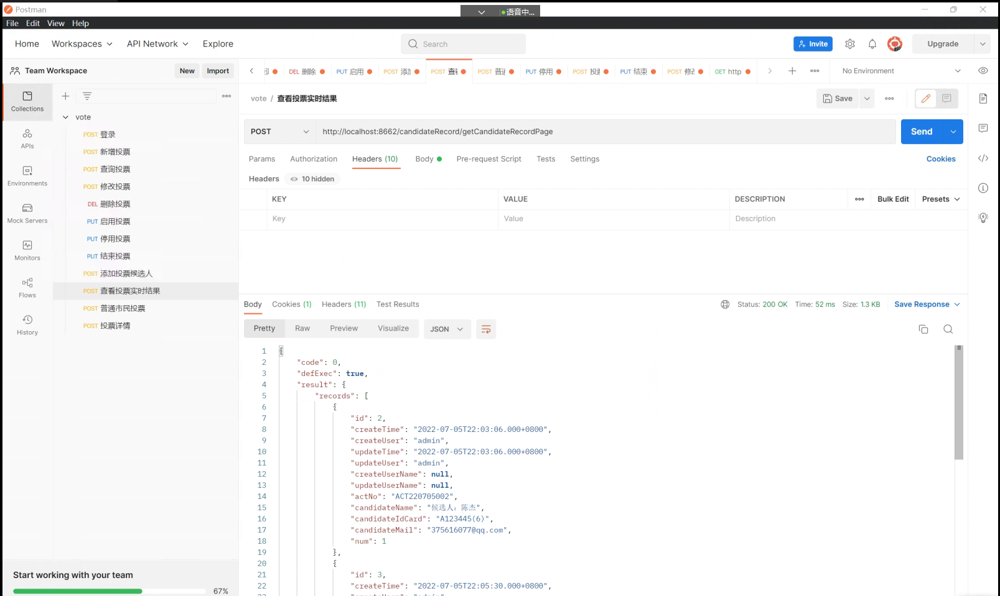 Postman
语音中...
File Edit View Help
Home Workspaces API Network Explore Search Invite Upgrade
Team Workspace New Import
DEL 删除 PUT 启用 POST POST 查看 POST PUT 停用 POST 投票 PUT 结束 POST GET http No Environment
vote / 查看投票实时结果 Save
Collections
APIs
Environments
Mock Servers
Monitors
Flows
History
vote
POST 登录
POST 新增投票
POST 查询投票
POST 修改投票
DEL 删除投票
PUT 启用投票
PUT 停用投票
PUT 结束投票
POST 添加投票候选人
POST 查看投票实时结果
POST 普通市民投票
POST 投票详情
Start working with your team
67%
POST http://localhost:8662/candidateRecord/getCandidateRecordPage Send
Params Authorization Headers (10) Body Pre-request Script Tests Settings Cookies
Headers 10 hidden
KEY VALUE DESCRIPTION Bulk Edit Presets
Key Value Description
Body Cookies (1) Headers (11) Test Results Status: 200 OK Time: 52 ms Size: 1.3 KB Save Response
Pretty Raw Preview Visualize JSON
1 {
2 "code": 0,
3 "defExec": true,
4 "result": {
5 "records": [
6 {
7 "id": 2,
8 "createTime": "2022-07-05T22:03:06.000+0800",
9 "createUser": "admin",
10 "updateTime": "2022-07-05T22:03:06.000+0800",
11 "updateUser": "admin",
12 "createUserName": null,
13 "updateUserName": null,
14 "actNo": "ACT220705002",
15 "candidateName": "候选人：陈杰",
16 "candidateIdCard": "A123445(6)",
17 "candidateMail": "375616077@qq.com",
18 "num": 1
19 },
20 {
21 "id": 3,
22 "createTime": "2022-07-05T22:05:30.000+0800",